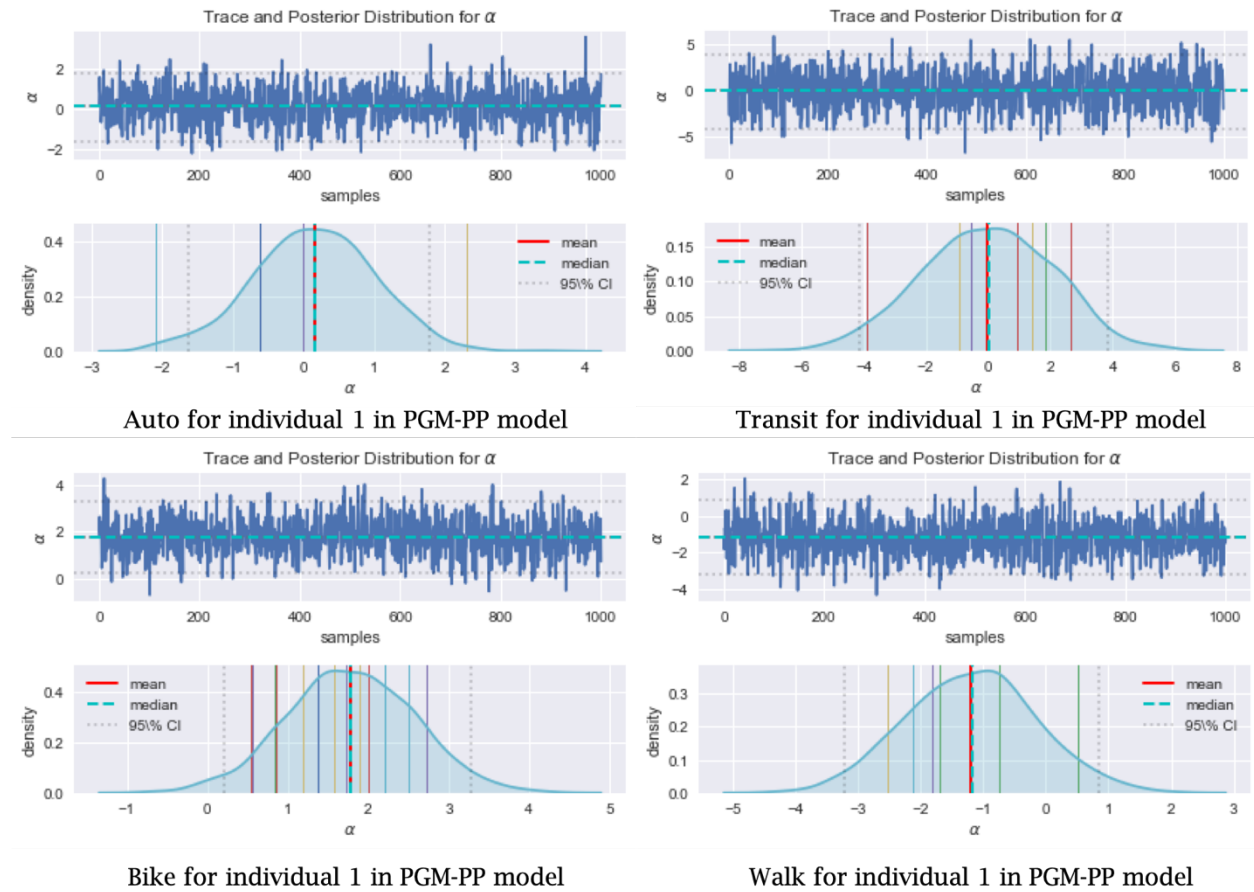 Trace and Posterior Distribution for α
α
2
0
−2
0 200 400 600 800 1000
samples
density
0.4
0.2
0.0
mean
median
95\% CI
−3 −2 −1 0 1 2 3 4
α
Auto for individual 1 in PGM-PP model
Trace and Posterior Distribution for α
α
5
0
−5
0 200 400 600 800 1000
samples
density
0.15
0.10
0.05
0.00
mean
median
95\% CI
−8 −6 −4 −2 0 2 4 6 8
α
Transit for individual 1 in PGM-PP model
Trace and Posterior Distribution for α
α
4
2
0
0 200 400 600 800 1000
samples
density
0.4
0.2
0.0
mean
median
95\% CI
−1 0 1 2 3 4 5
α
Bike for individual 1 in PGM-PP model
Trace and Posterior Distribution for α
α
2
0
−2
−4
0 200 400 600 800 1000
samples
density
0.3
0.2
0.1
0.0
mean
median
95\% CI
−5 −4 −3 −2 −1 0 1 2 3
α
Walk for individual 1 in PGM-PP model